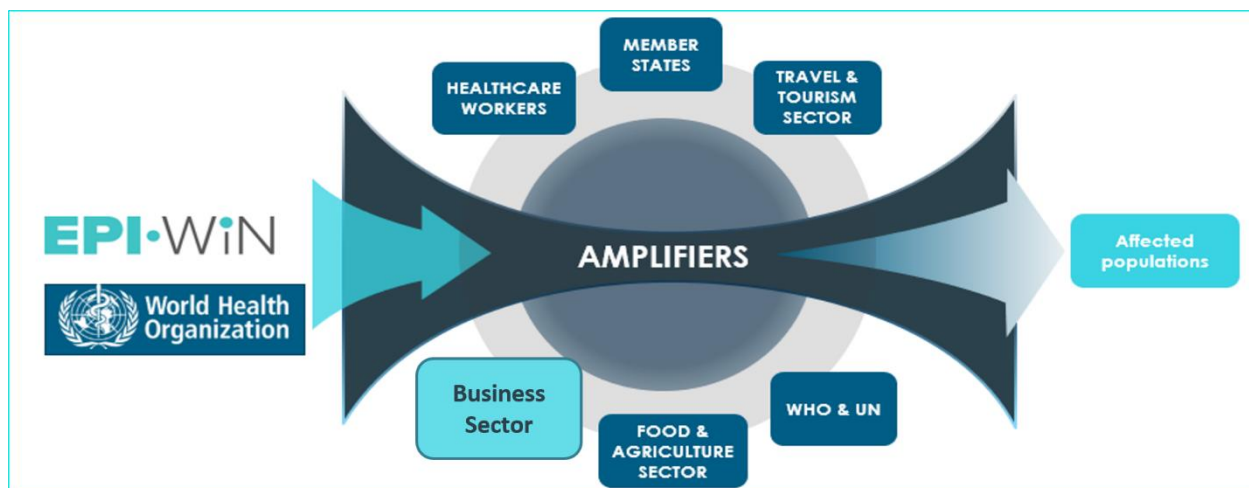 MEMBER
STATES
HEALTHCARE
WORKERS
TRAVEL &
TOURISM
SECTOR
EPI·WiN
World Health
Organization
AMPLIFIERS
Affected
populations
Business
Sector
WHO & UN
FOOD &
AGRICULTURE
SECTOR